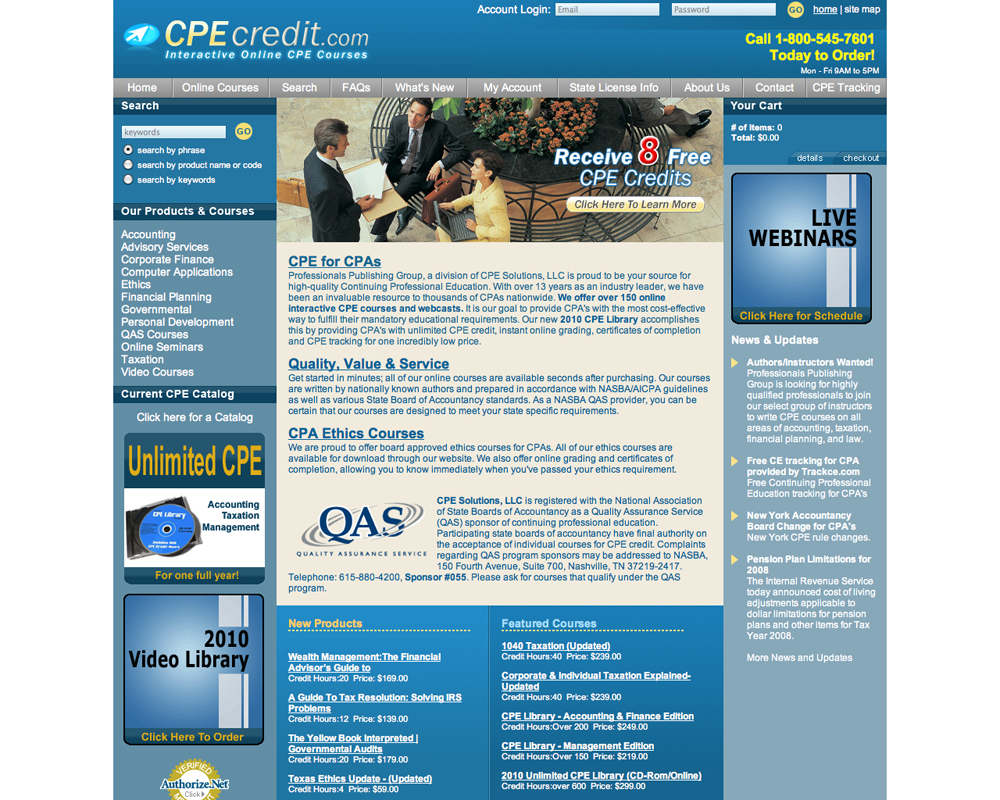 Account Login: Email Password GO home | site map
CPEcredit.com
Interactive Online CPE Courses
Call 1-800-545-7601
Today to Order!
Mon - Fri 9AM to 5PM
Home Online Courses Search FAQs What's New My Account State License Info About Us Contact CPE Tracking
Search
keywords GO
search by phrase
search by product name or code
search by keywords
Our Products & Courses
Accounting
Advisory Services
Corporate Finance
Computer Applications
Ethics
Financial Planning
Governmental
Personal Development
QAS Courses
Online Seminars
Taxation
Video Courses
Current CPE Catalog
Click here for a Catalog
Unlimited CPE
Accounting
Taxation
Management
CPE Library
For one full year!
2010
Video Library
Click Here To Order
VERIFIED
Authorize.Net
Click
Receive 8 Free
CPE Credits
Click Here To Learn More
CPE for CPAs
Professionals Publishing Group, a division of CPE Solutions, LLC is proud to be your source for
high-quality Continuing Professional Education. With over 13 years as an industry leader, we have
been an invaluable resource to thousands of CPAs nationwide. We offer over 150 online
interactive CPE courses and webcasts. It is our goal to provide CPA's with the most cost-effective
way to fulfill their mandatory educational requirements. Our new 2010 CPE Library accomplishes
this by providing CPA's with unlimited CPE credit, instant online grading, certificates of completion
and CPE tracking for one incredibly low price.
Quality, Value & Service
Get started in minutes; all of our online courses are available seconds after purchasing. Our courses
are written by nationally known authors and prepared in accordance with NASBA/AICPA guidelines
as well as various State Board of Accountancy standards. As a NASBA QAS provider, you can be
certain that our courses are designed to meet your state specific requirements.
CPA Ethics Courses
We are proud to offer board approved ethics courses for CPAs. All of our ethics courses are
available for download through our website. We also offer online grading and certificates of
completion, allowing you to know immediately when you've passed your ethics requirement.
QAS
QUALITY ASSURANCE SERVICE
CPE Solutions, LLC is registered with the National Association
of State Boards of Accountancy as a Quality Assurance Service
(QAS) sponsor of continuing professional education.
Participating state boards of accountancy have final authority on
the acceptance of individual courses for CPE credit. Complaints
regarding QAS program sponsors may be addressed to NASBA,
150 Fourth Avenue, Suite 700, Nashville, TN 37219-2417.
Telephone: 615-880-4200, Sponsor #055. Please ask for courses that qualify under the QAS
program.
New Products
Wealth Management:The Financial
Advisor's Guide to
Credit Hours:20 Price: $169.00
A Guide To Tax Resolution: Solving IRS
Problems
Credit Hours:12 Price: $139.00
The Yellow Book Interpreted |
Governmental Audits
Credit Hours:20 Price: $179.00
Texas Ethics Update - (Updated)
Credit Hours:4 Price: $59.00
Featured Courses
1040 Taxation (Updated)
Credit Hours:40 Price: $239.00
Corporate & Individual Taxation Explained-
Updated
Credit Hours:40 Price: $239.00
CPE Library - Accounting & Finance Edition
Credit Hours:Over 200 Price: $249.00
CPE Library - Management Edition
Credit Hours:Over 150 Price: $219.00
2010 Unlimited CPE Library (CD-Rom/Online)
Credit Hours:over 600 Price: $299.00
Your Cart
# of Items: 0
Total: $0.00
details checkout
LIVE
WEBINARS
Click Here for Schedule
News & Updates
Authors/Instructors Wanted!
Professionals Publishing
Group is looking for highly
qualified professionals to join
our select group of instructors
to write CPE courses on all
areas of accounting, taxation,
financial planning, and law.
Free CE tracking for CPA
provided by Trackce.com
Free Continuing Professional
Education tracking for CPA's
New York Accountancy
Board Change for CPA's
New York CPE rule changes.
Pension Plan Limitations for
2008
The Internal Revenue Service
today announced cost of living
adjustments applicable to
dollar limitations for pension
plans and other items for Tax
Year 2008.
More News and Updates